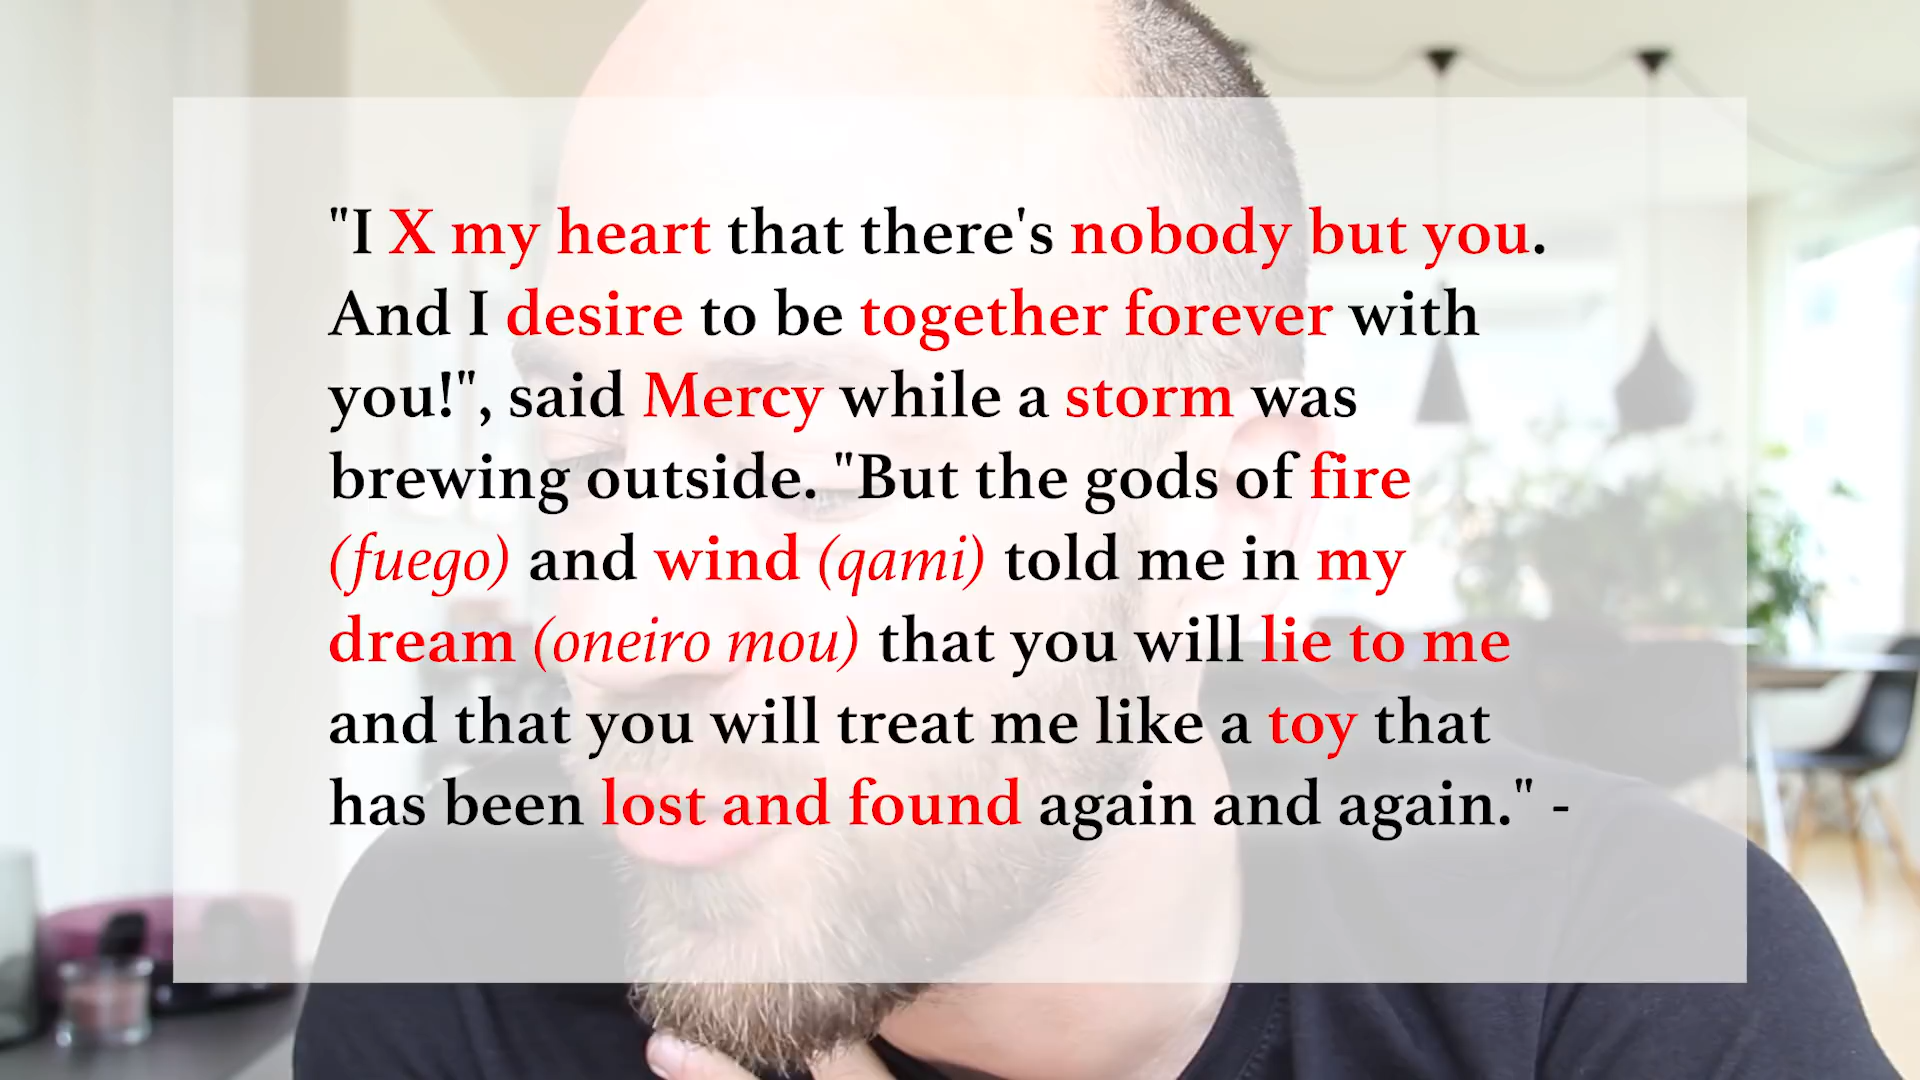 "I X my heart that there's nobody but you.
And I desire to be together forever with
you!", said Mercy while a storm was
brewing outside. "But the gods of fire
(fuego) and wind (qami) told me in my
dream (oneiro mou) that you will lie to me
and that you will treat me like a toy that
has been lost and found again and again." -